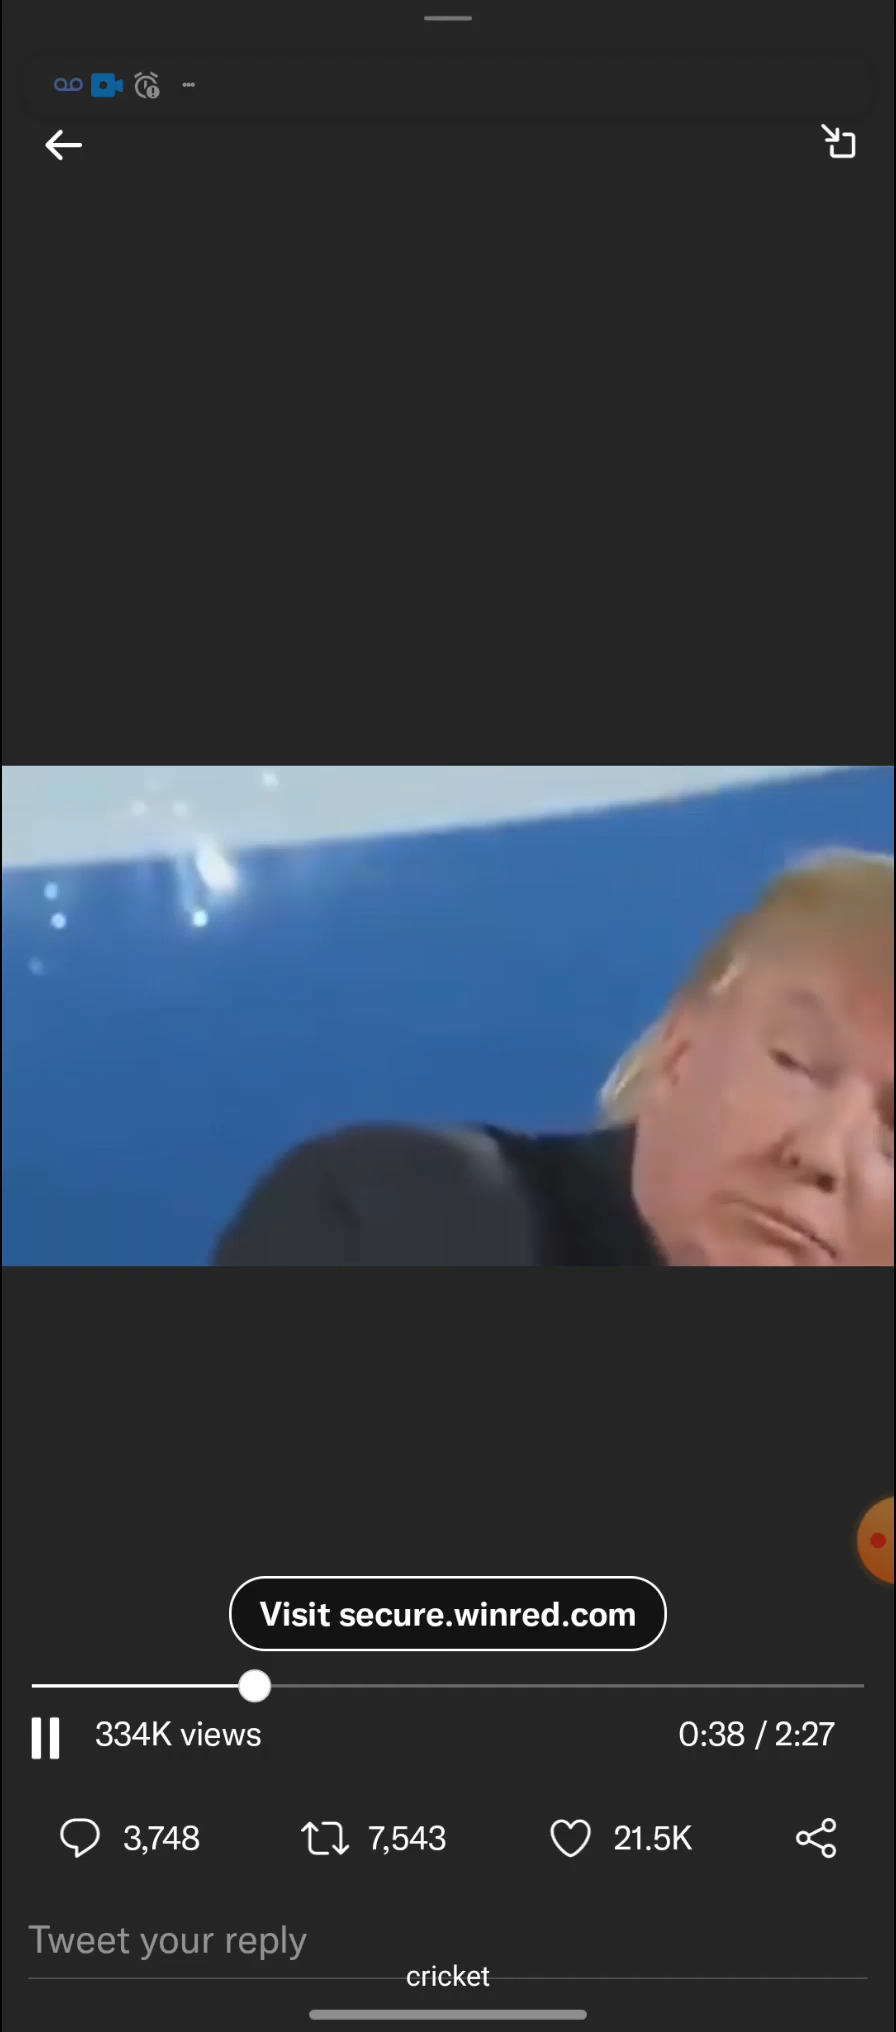 Visit secure.winred.com
334K views
0:38 / 2:27
3,748
7,543
21.5K
Tweet your reply
cricket